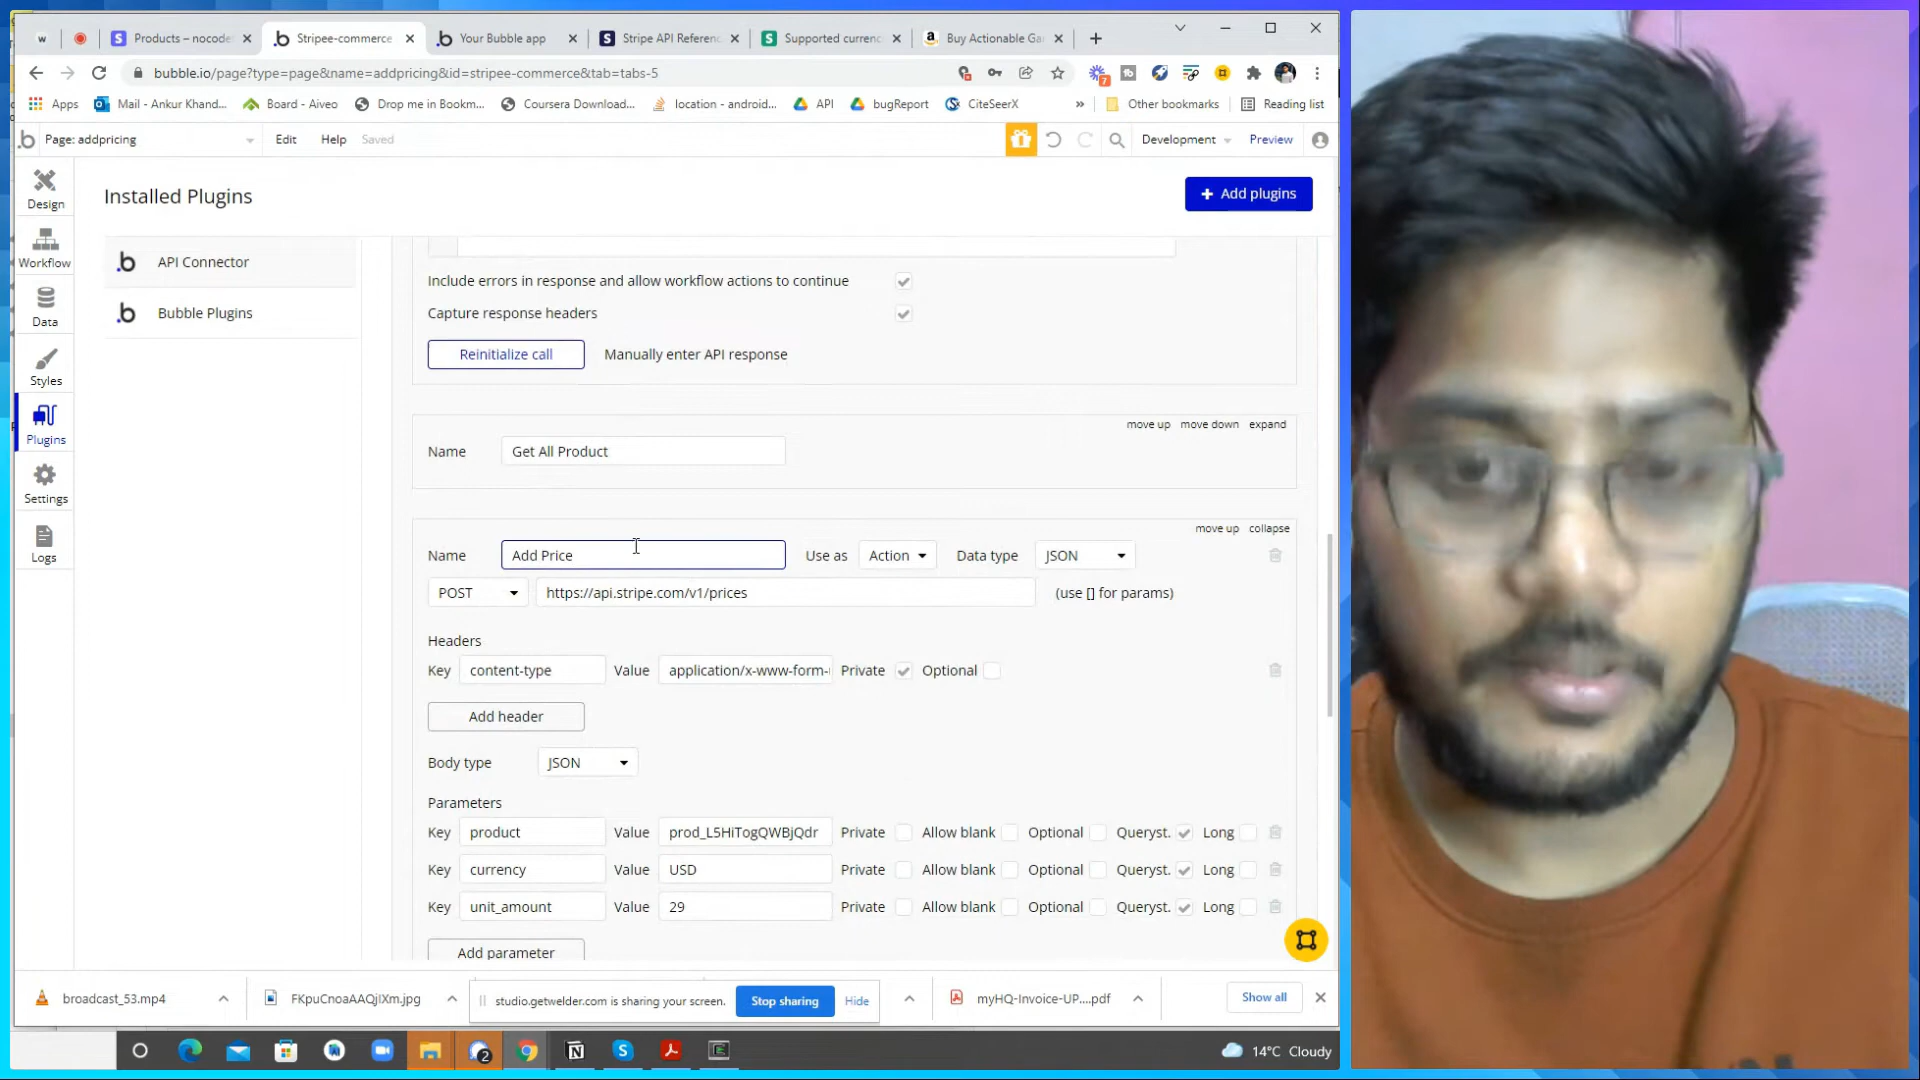 Products – nocode
Stripee-commerce
Your Bubble app
Stripe API Referenc
Supported currenc
Buy Actionable Ga
bubble.io/page?type=page&name=addpricing&id=stripee-commerce&tab=tabs-5
Apps
Mail - Ankur Khand...
Board - Aiveo
Drop me in Bookm...
Coursera Download...
location - android...
API
bugReport
CiteSeerX
»
Other bookmarks
Reading list
Page: addpricing
Edit
Help
Saved
Development
Preview
Design
Workflow
Data
Styles
Plugins
Settings
Logs
Installed Plugins
+ Add plugins
API Connector
Bubble Plugins
Include errors in response and allow workflow actions to continue
Capture response headers
Reinitialize call
Manually enter API response
move up move down expand
Name Get All Product
move up collapse
Name Add Price Use as Action Data type JSON
POST https://api.stripe.com/v1/prices (use [] for params)
Headers
Key content-type Value application/x-www-form- Private Optional
Add header
Body type JSON
Parameters
Key product Value prod_L5HiTogQWBjQdr Private Allow blank Optional Queryst. Long
Key currency Value USD Private Allow blank Optional Queryst. Long
Key unit_amount Value 29 Private Allow blank Optional Queryst. Long
Add parameter
broadcast_53.mp4
FKpuCnoaAAQjIXm.jpg
studio.getwelder.com is sharing your screen.
Stop sharing
Hide
myHQ-Invoice-UP....pdf
Show all
2
14°C Cloudy